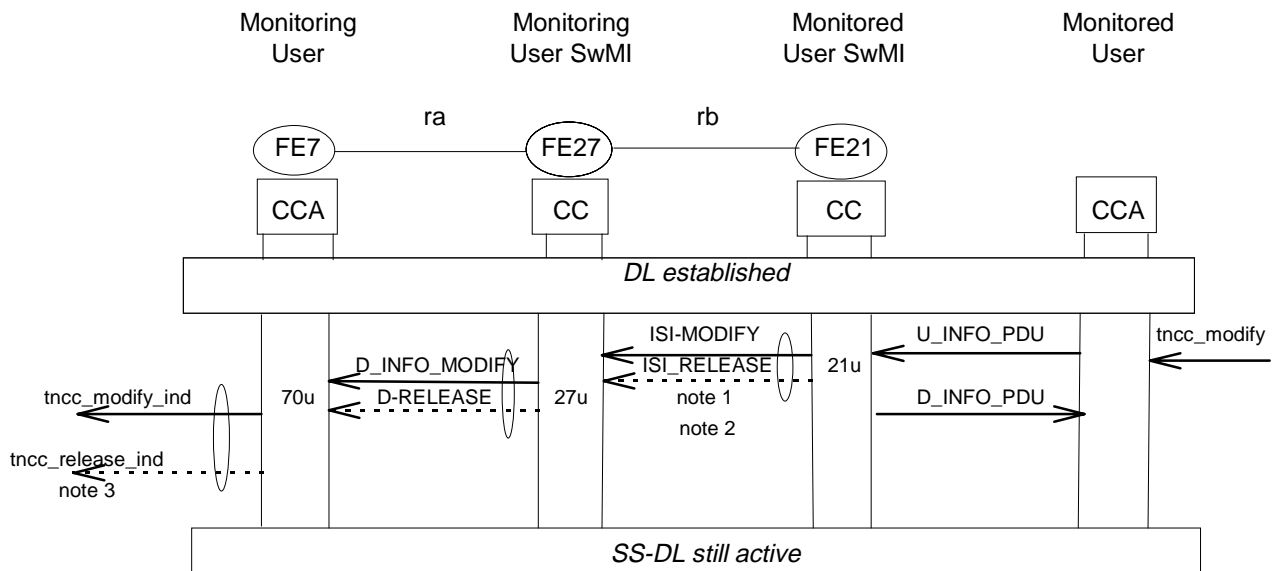 Monitoring
User
Monitoring
User SwMI
Monitored
User SwMI
Monitored
User
ra
rb
FE7
FE27
FE21
CCA
CC
CC
CCA
DL established
ISI-MODIFY
U_INFO_PDU
tncc_modify
D_INFO_MODIFY
ISI_RELEASE
21u
tncc_modify_ind
70u
D-RELEASE
27u
note 1
D_INFO_PDU
note 2
tncc_release_ind
note 3
SS-DL still active